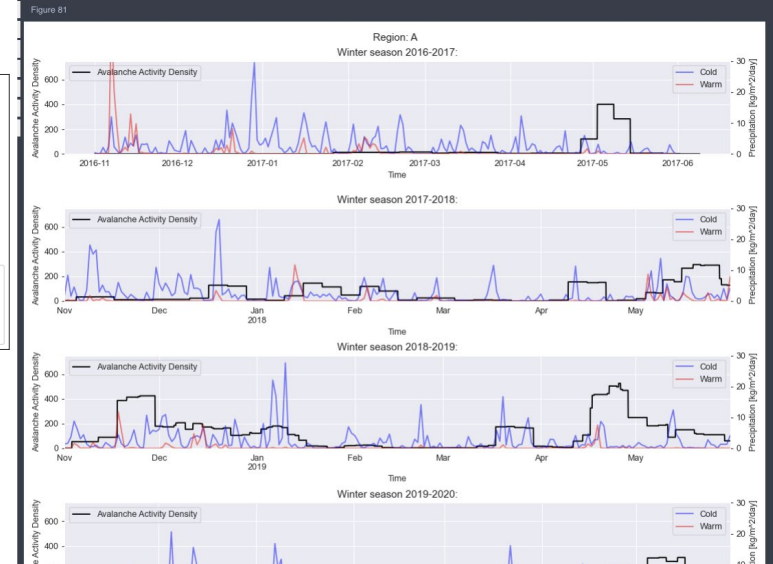 Figure 81
Region: A
Winter season 2016-2017:
Avalanche Activity Density
600
400
200
0
Avalanche Activity Density
Cold
Warm
30
20
10
0
Precipitation [kg/m^2/day]
2016-11 2016-12 2017-01 2017-02 2017-03 2017-04 2017-05 2017-06
Time
Winter season 2017-2018:
Avalanche Activity Density
600
400
200
0
Avalanche Activity Density
Cold
Warm
30
20
10
0
Precipitation [kg/m^2/day]
Nov Dec Jan Feb Mar Apr May
2018
Time
Winter season 2018-2019:
Avalanche Activity Density
600
400
200
0
Avalanche Activity Density
Cold
Warm
30
20
10
0
Precipitation [kg/m^2/day]
Nov Dec Jan Feb Mar Apr May
2019
Time
Winter season 2019-2020:
Activity Density
600
400
Avalanche Activity Density
Cold
Warm
30
20
[kg/m^2/day]